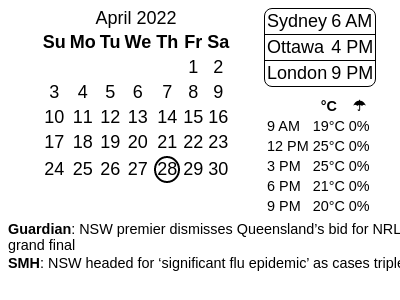 April 2022
Su Mo Tu We Th Fr Sa
1 2
3 4 5 6 7 8 9
10 11 12 13 14 15 16
17 18 19 20 21 22 23
24 25 26 27 28 29 30
Sydney 6 AM
Ottawa 4 PM
London 9 PM
°C ☂
9 AM 19°C 0%
12 PM 25°C 0%
3 PM 25°C 0%
6 PM 21°C 0%
9 PM 20°C 0%
Guardian: NSW premier dismisses Queensland’s bid for NRL
grand final
SMH: NSW headed for ‘significant flu epidemic’ as cases triple